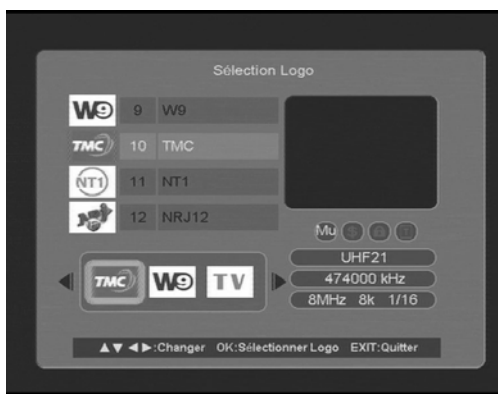 Sélection Logo
W9 9 W9
TMC 10 TMC
NT1 11 NT1
12 NRJ12
Mu $
UHF21
TMC W9 TV
474000 kHz
8MHz 8k 1/16
▲▼ ◄►:Changer OK:Sélectionner Logo EXIT:Quitter